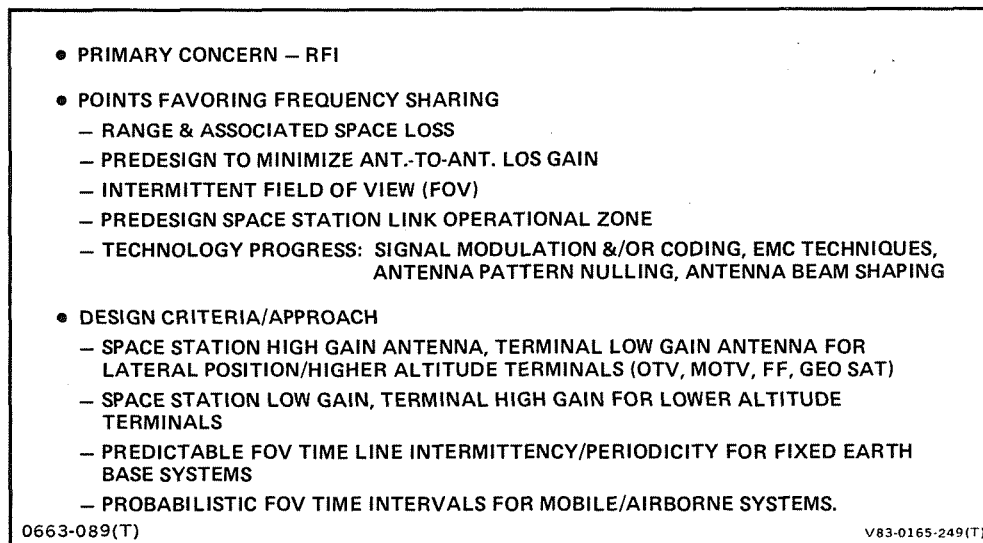 • PRIMARY CONCERN – RFI
• POINTS FAVORING FREQUENCY SHARING
– RANGE & ASSOCIATED SPACE LOSS
– PREDESIGN TO MINIMIZE ANT.-TO-ANT. LOS GAIN
– INTERMITTENT FIELD OF VIEW (FOV)
– PREDESIGN SPACE STATION LINK OPERATIONAL ZONE
– TECHNOLOGY PROGRESS: SIGNAL MODULATION &/OR CODING, EMC TECHNIQUES,
ANTENNA PATTERN NULLING, ANTENNA BEAM SHAPING
• DESIGN CRITERIA/APPROACH
– SPACE STATION HIGH GAIN ANTENNA, TERMINAL LOW GAIN ANTENNA FOR
LATERAL POSITION/HIGHER ALTITUDE TERMINALS (OTV, MOTV, FF, GEO SAT)
– SPACE STATION LOW GAIN, TERMINAL HIGH GAIN FOR LOWER ALTITUDE
TERMINALS
– PREDICTABLE FOV TIME LINE INTERMITTENCY/PERIODICITY FOR FIXED EARTH
BASE SYSTEMS
– PROBABILISTIC FOV TIME INTERVALS FOR MOBILE/AIRBORNE SYSTEMS.
0663-089(T)
V83-0165-249(T)